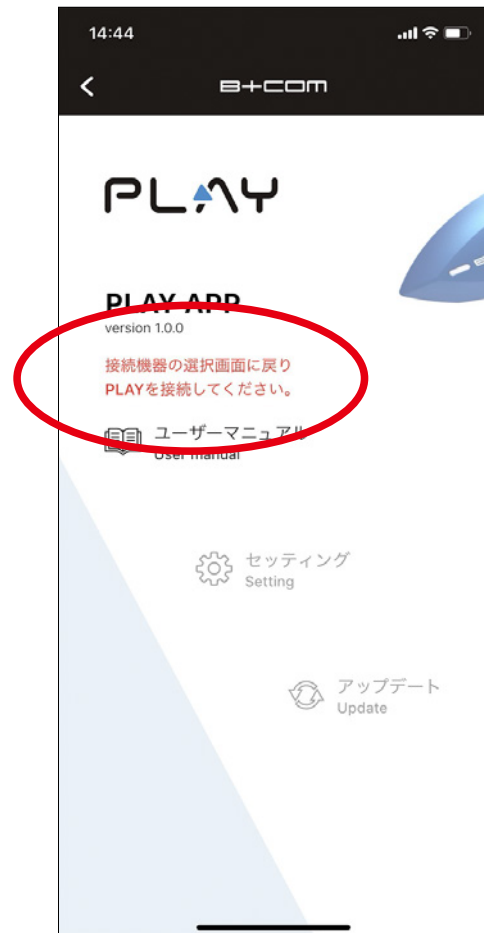 14:44
B+COM
PLAY
PLAY APP
version 1.0.0
接続機器の選択画面に戻り
PLAYを接続してください。
ユーザーマニュアル
User manual
セッティング
Setting
アップデート
Update